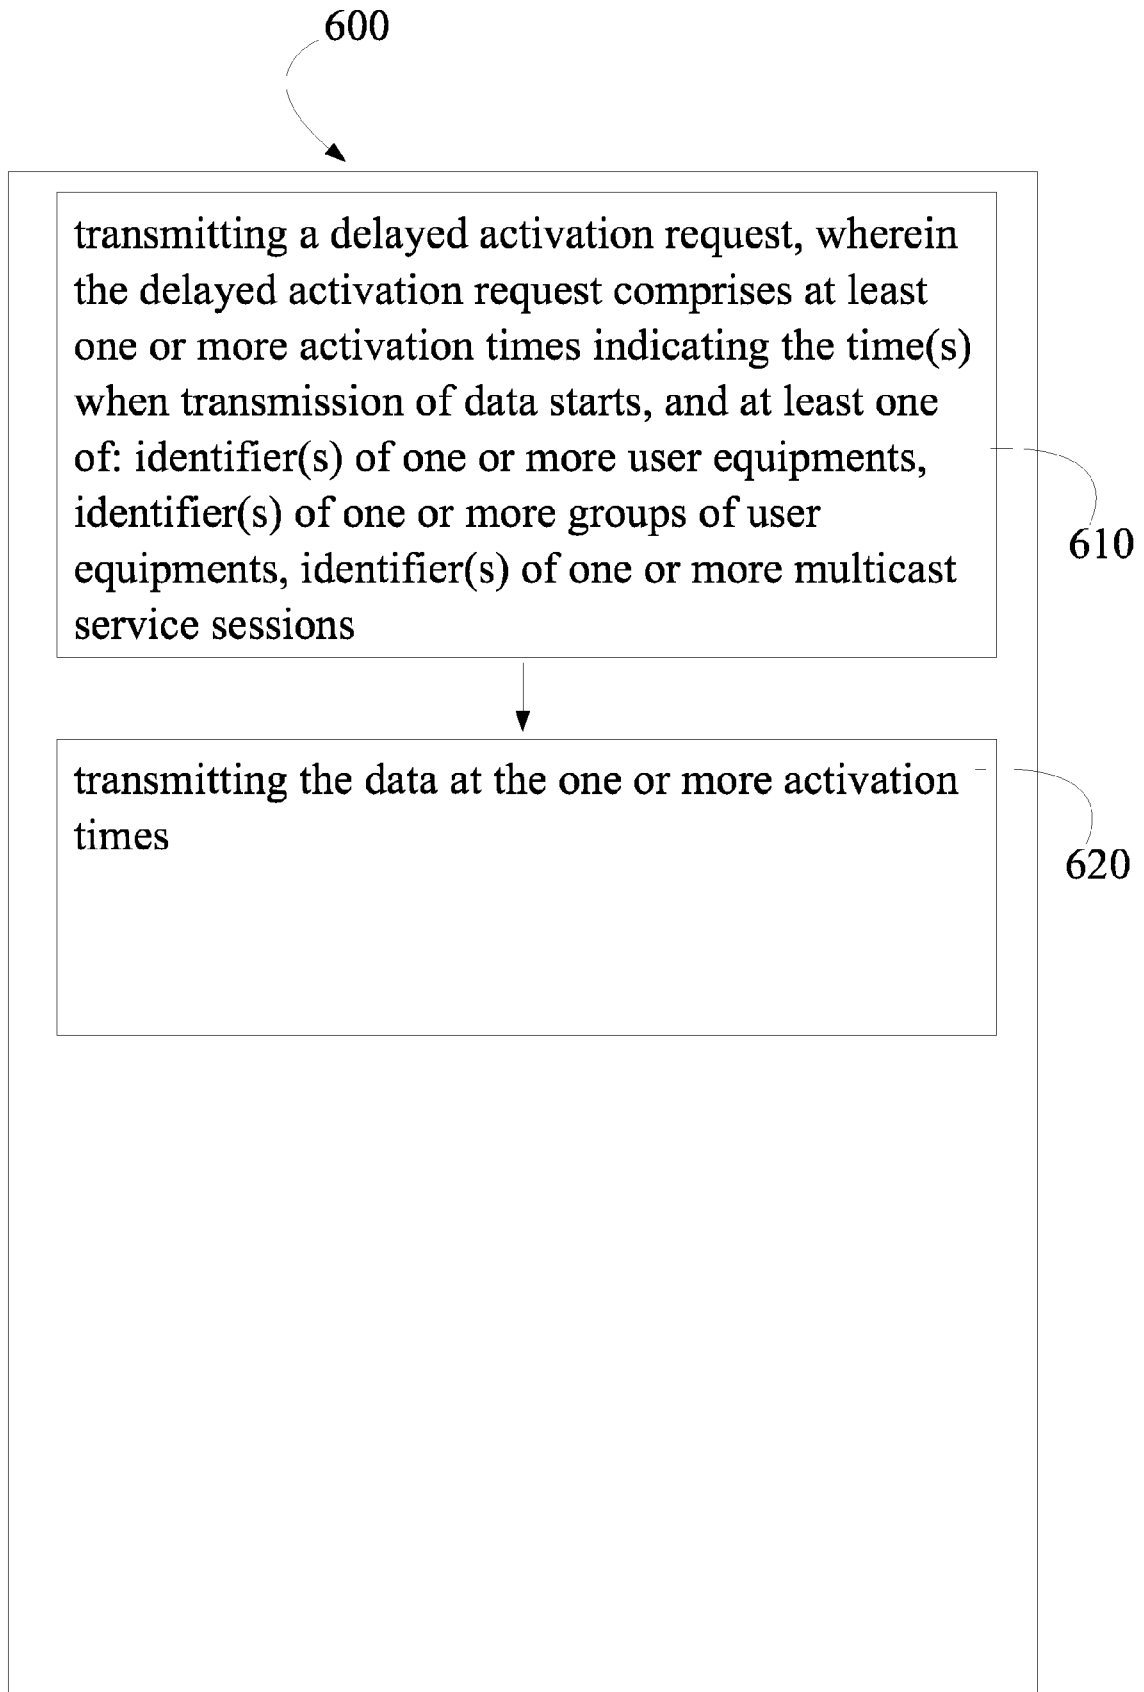 600
transmitting a delayed activation request, wherein
the delayed activation request comprises at least
one or more activation times indicating the time(s)
when transmission of data starts, and at least one
of: identifier(s) of one or more user equipments,
identifier(s) of one or more groups of user
equipments, identifier(s) of one or more multicast
service sessions
610
transmitting the data at the one or more activation
times
620